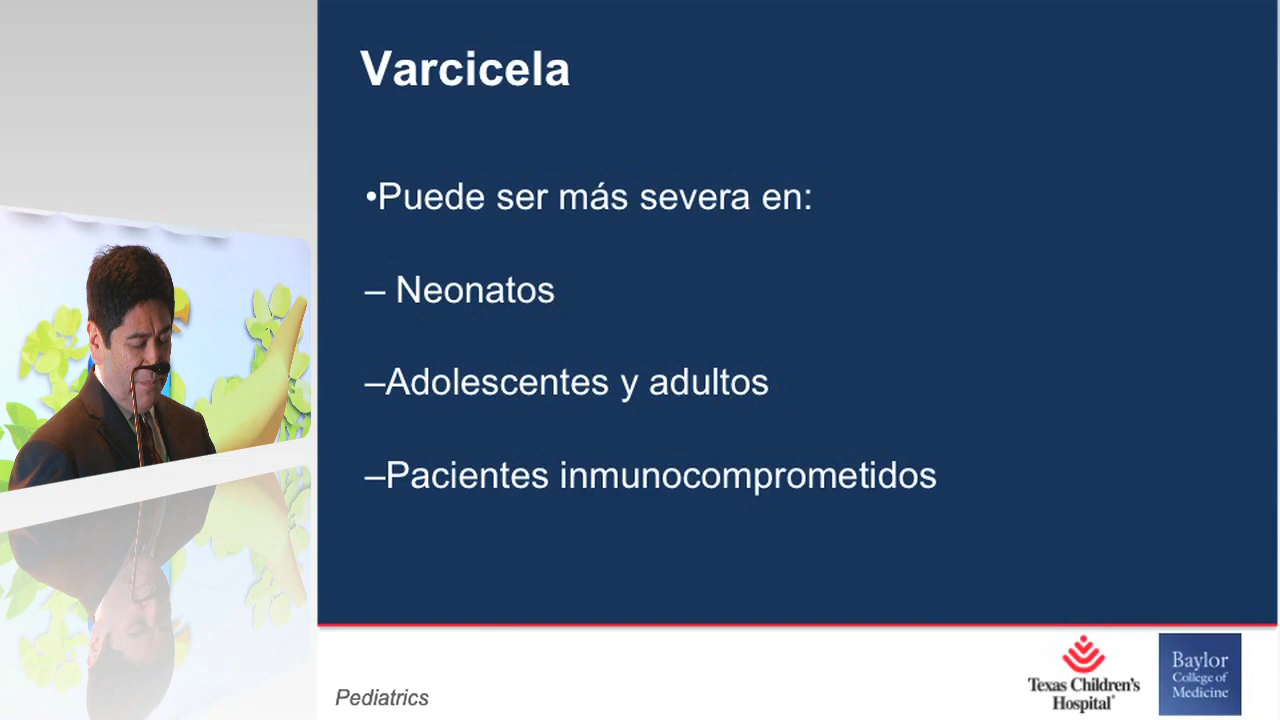 Varcicela
•Puede ser más severa en:
– Neonatos
–Adolescentes y adultos
–Pacientes inmunocomprometidos
Pediatrics
Texas Children's
Hospital®
Baylor
College of
Medicine